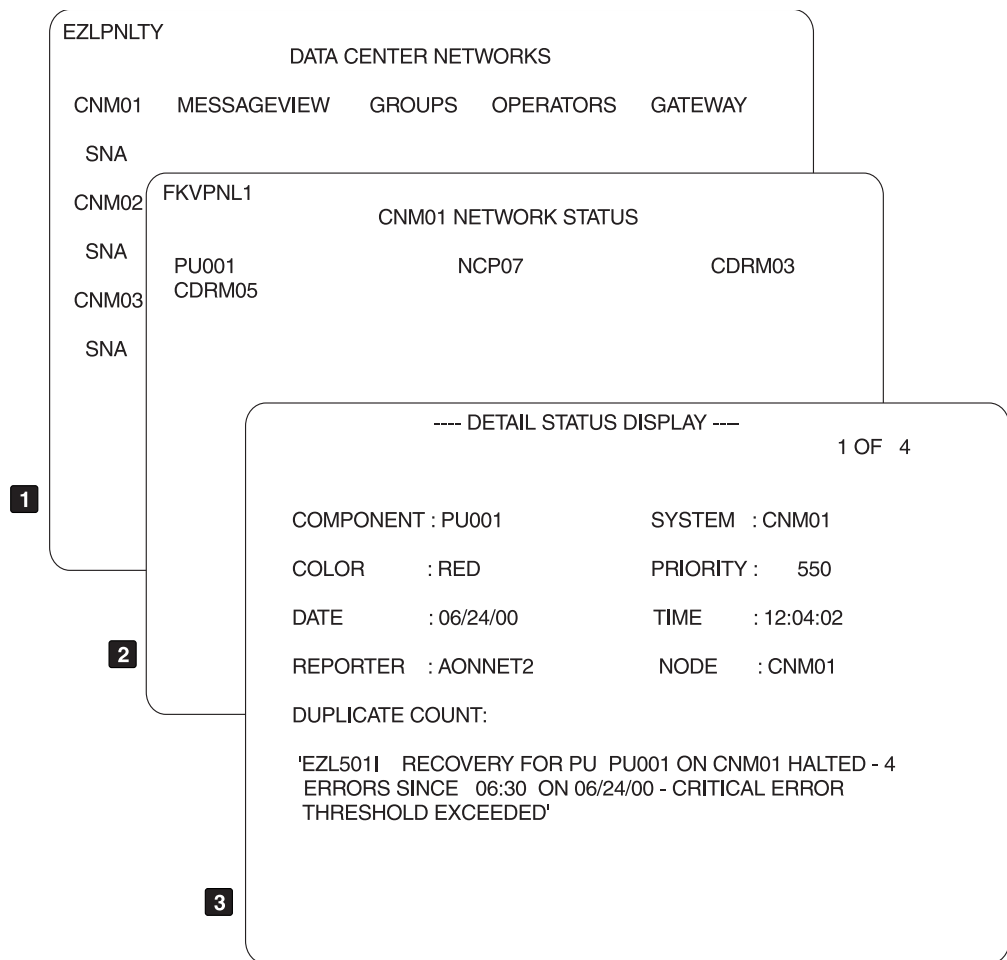 EZLPNLTY
DATA CENTER NETWORKS
CNM01 MESSAGEVIEW GROUPS OPERATORS GATEWAY
SNA
CNM02
SNA
CNM03
SNA
1
FKVPNL1
CNM01 NETWORK STATUS
PU001 NCP07 CDRM03
CDRM05
2
---- DETAIL STATUS DISPLAY ----
1 OF 4
COMPONENT : PU001 SYSTEM : CNM01
COLOR : RED PRIORITY : 550
DATE : 06/24/00 TIME : 12:04:02
REPORTER : AONNET2 NODE : CNM01
DUPLICATE COUNT:
'EZL501I RECOVERY FOR PU PU001 ON CNM01 HALTED - 4
ERRORS SINCE 06:30 ON 06/24/00 - CRITICAL ERROR
THRESHOLD EXCEEDED'
3